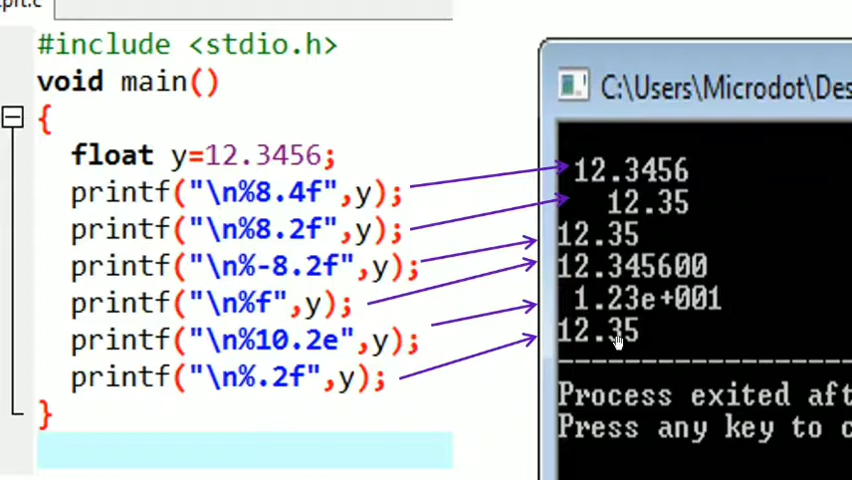 #include <stdio.h>
void main()
{
float y=12.3456;
printf("\n%8.4f",y);
printf("\n%8.2f",y);
printf("\n%-8.2f",y);
printf("\n%f",y);
printf("\n%10.2e",y);
printf("\n%.2f",y);
}
C:\Users\Microdot\Des
12.3456
12.35
12.35
12.345600
1.23e+001
12.35
--------------------------------
Process exited aft
Press any key to c